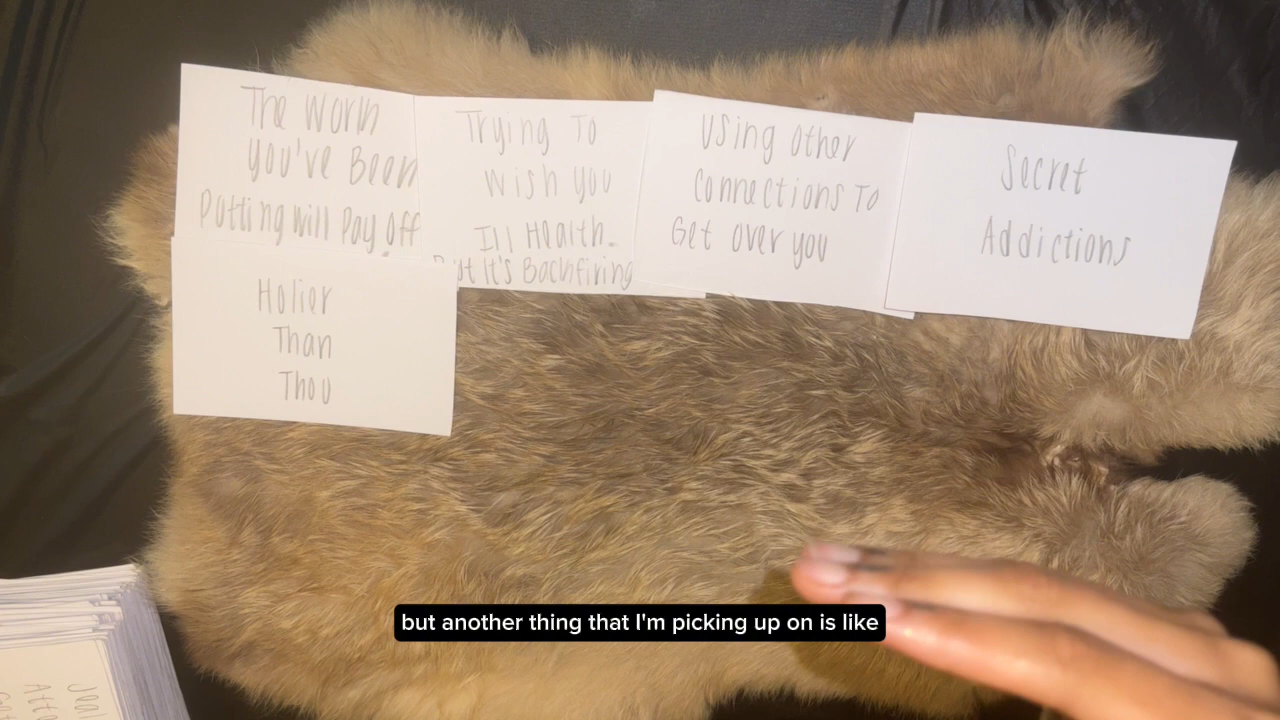 The Worth
You've Been
Putting Will Pay Off
Trying To
Wish You
Ill Health.
But It's Backfiring
Using Other
Connections To
Get Over You
Secret
Addictions
Holier
Than
Thou
but another thing that I'm picking up on is like